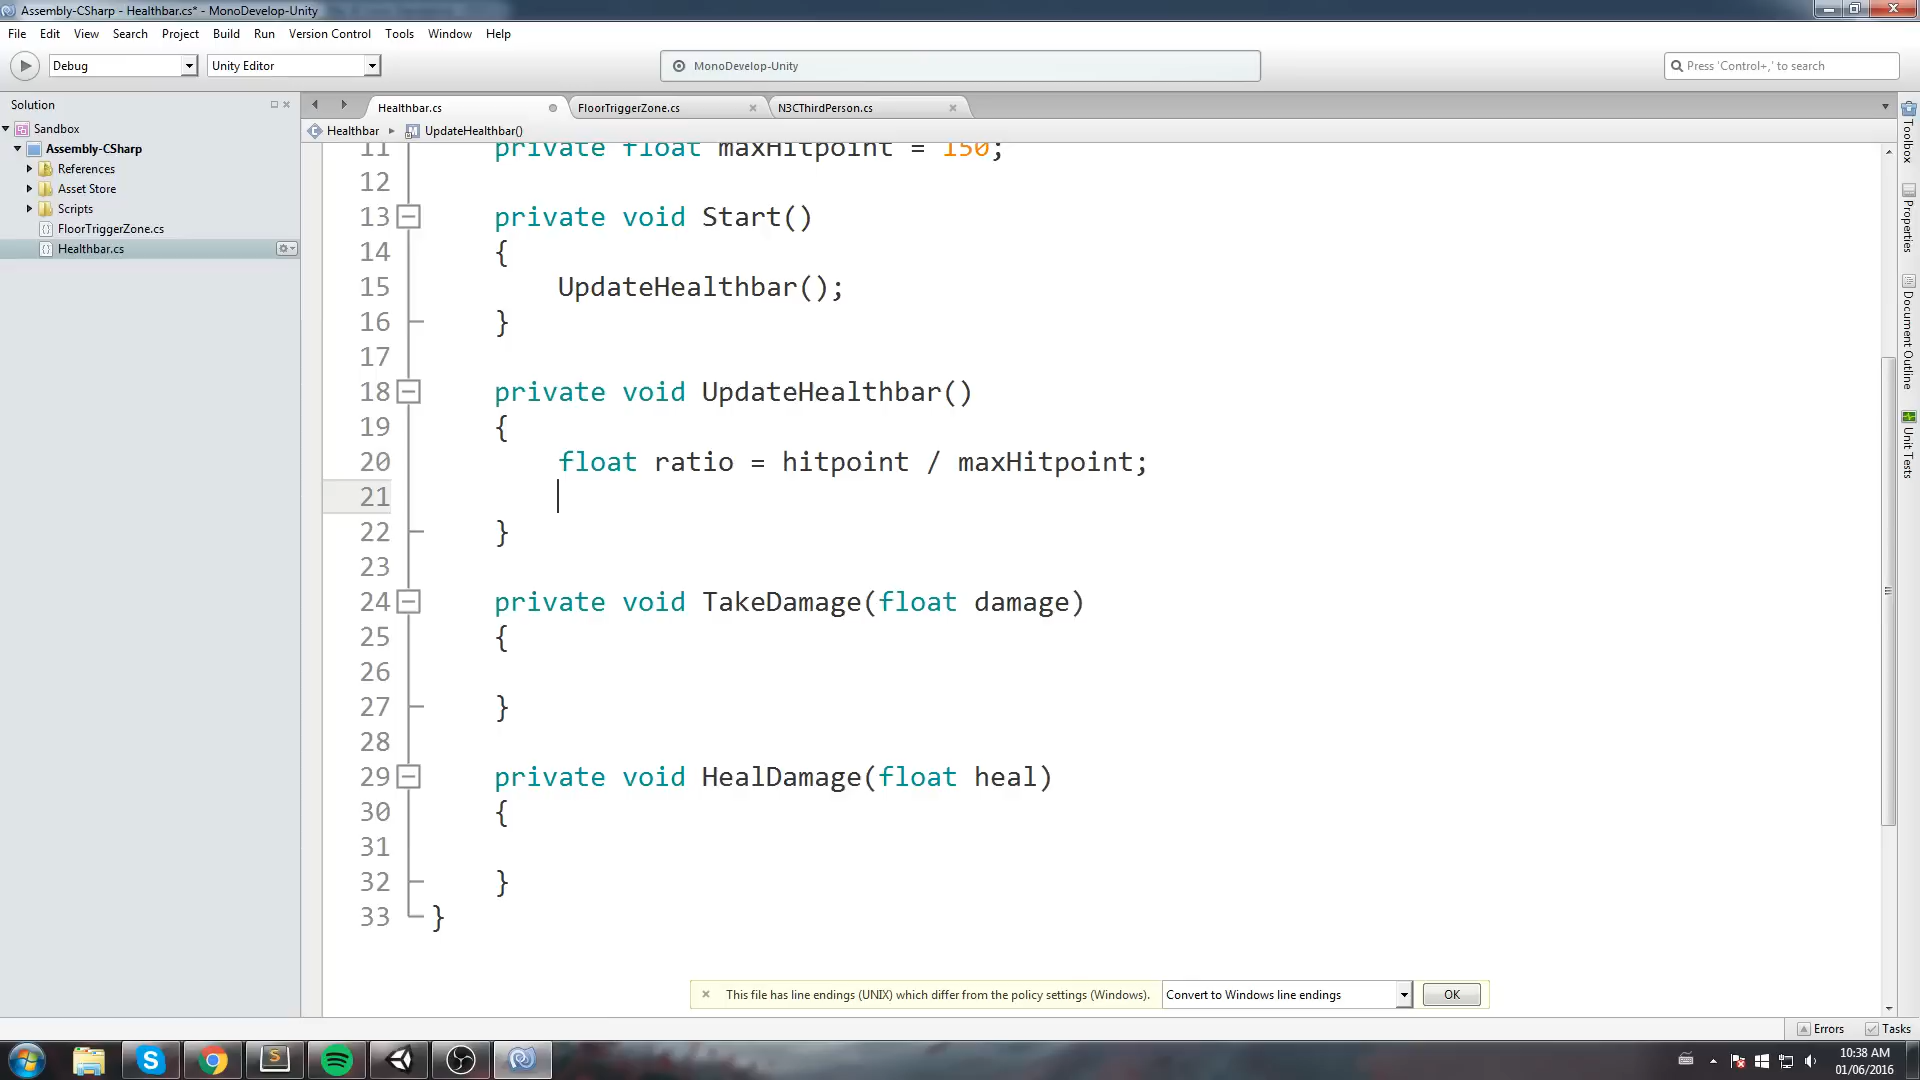 Assembly-CSharp - Healthbar.cs* - MonoDevelop-Unity
File Edit View Search Project Build Run Version Control Tools Window Help
Debug Unity Editor MonoDevelop-Unity Press 'Control+,' to search
Solution
Healthbar.cs FloorTriggerZone.cs N3CThirdPerson.cs
Healthbar UpdateHealthbar()
Sandbox
Assembly-CSharp
References
Asset Store
Scripts
FloorTriggerZone.cs
Healthbar.cs
11 private float maxHitpoint = 150;
12
13 private void Start()
14 {
15 UpdateHealthbar();
16 }
17
18 private void UpdateHealthbar()
19 {
20 float ratio = hitpoint / maxHitpoint;
21
22 }
23
24 private void TakeDamage(float damage)
25 {
26
27 }
28
29 private void HealDamage(float heal)
30 {
31
32 }
33 }
Toolbox
Properties
Document Outline
Unit Tests
This file has line endings (UNIX) which differ from the policy settings (Windows). Convert to Windows line endings OK
Errors Tasks
10:38 AM
01/06/2016